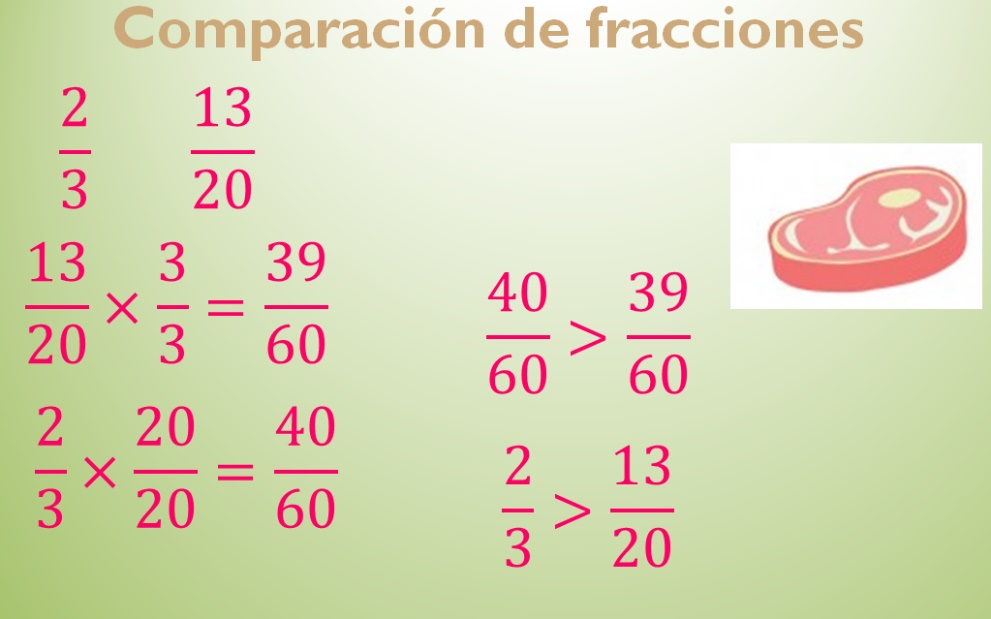 Comparación de fracciones
2/3 13/20
13/20 × 3/3 = 39/60
2/3 × 20/20 = 40/60
40/60 > 39/60
2/3 > 13/20